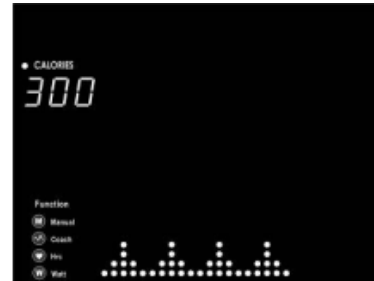 CALORIES
300
Function
Manual
Coach
Hrc
Watt